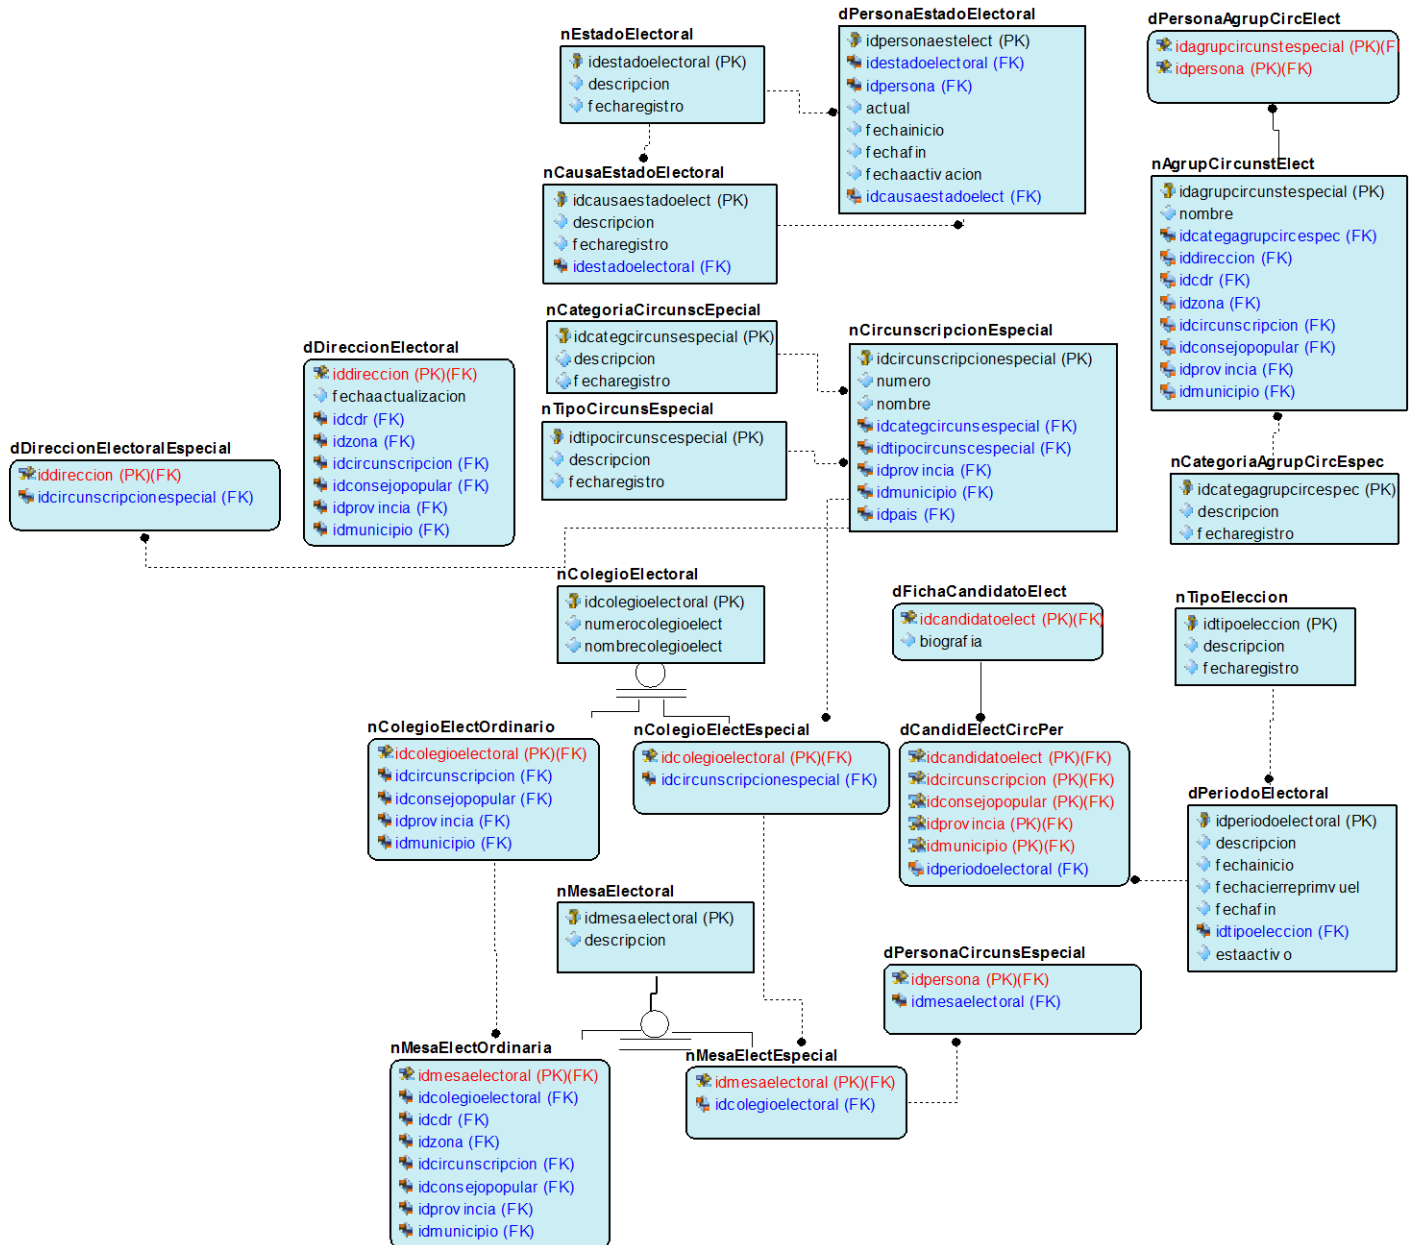 dPersonaEstadoElectoral
idpersonaestelect (PK)
idestadoelectoral (FK)
idpersona (FK)
actual
fechainicio
fechafin
fechaactivacion
idcausaestadoelect (FK)
dPersonaAgrupCircElect
idagrupcircunstespecial (PK)(F
idpersona (PK)(FK)
nEstadoElectoral
idestadoelectoral (PK)
descripcion
fecharegistro
nCausaEstadoElectoral
idcausaestadoelect (PK)
descripcion
fecharegistro
idestadoelectoral (FK)
nAgrupCircunstElect
idagrupcircunstespecial (PK)
nombre
idcategagrupcircespec (FK)
iddireccion (FK)
idcdr (FK)
idzona (FK)
idcircunscripcion (FK)
idconsejopopular (FK)
idprovincia (FK)
idmunicipio (FK)
nCategoriaCircunscEpecial
idcategcircunsespecial (PK)
descripcion
fecharegistro
nCircunscripcionEspecial
idcircunscripcionespecial (PK)
numero
nombre
idcategcircunsespecial (FK)
idtipocircunscespecial (FK)
idprovincia (FK)
idmunicipio (FK)
idpais (FK)
dDireccionElectoral
iddireccion (PK)(FK)
fechaactualizacion
idcdr (FK)
idzona (FK)
idcircunscripcion (FK)
idconsejopopular (FK)
idprovincia (FK)
idmunicipio (FK)
nTipoCircunsEspecial
idtipocircunscespecial (PK)
descripcion
fecharegistro
dDireccionElectoralEspecial
iddireccion (PK)(FK)
idcircunscripcionespecial (FK)
nCategoriaAgrupCircEspec
idcategagrupcircespec (PK)
descripcion
fecharegistro
nColegioElectoral
idcolegioelectoral (PK)
numerocolegioelect
nombrecolegioelect
dFichaCandidatoElect
idcandidatoelect (PK)(FK)
biografia
nTipoEleccion
idtipoeleccion (PK)
descripcion
fecharegistro
nColegioElectOrdinario
idcolegioelectoral (PK)(FK)
idcircunscripcion (FK)
idconsejopopular (FK)
idprovincia (FK)
idmunicipio (FK)
nColegioElectEspecial
idcolegioelectoral (PK)(FK)
idcircunscripcionespecial (FK)
dCandidElectCircPer
idcandidatoelect (PK)(FK)
idcircunscripcion (PK)(FK)
idconsejopopular (PK)(FK)
idprovincia (PK)(FK)
idmunicipio (PK)(FK)
idperiodoelectoral (FK)
dPeriodoElectoral
idperiodoelectoral (PK)
descripcion
fechainicio
fechacierreprimvuel
fechafin
idtipoeleccion (FK)
estaactivo
nMesaElectoral
idmesaelectoral (PK)
descripcion
dPersonaCircunsEspecial
idpersona (PK)(FK)
idmesaelectoral (FK)
nMesaElectOrdinaria
idmesaelectoral (PK)(FK)
idcolegioelectoral (FK)
idcdr (FK)
idzona (FK)
idcircunscripcion (FK)
idconsejopopular (FK)
idprovincia (FK)
idmunicipio (FK)
nMesaElectEspecial
idmesaelectoral (PK)(FK)
idcolegioelectoral (FK)